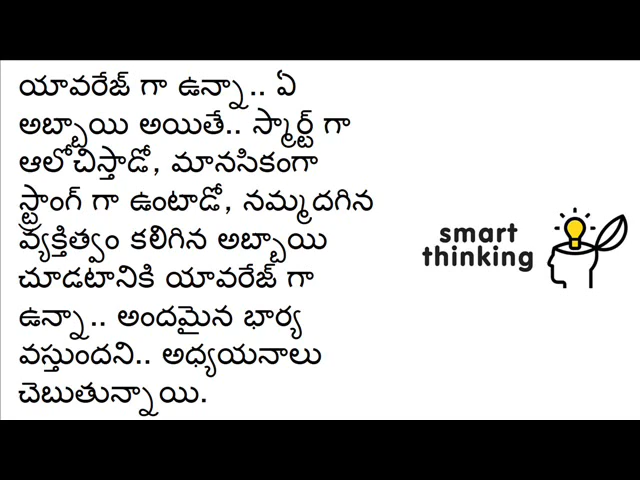 యావరేజ్ గా ఉన్నా.. ఏ
అబ్బాయి అయితే.. స్మార్ట్ గా
ఆలోచిస్తాడో, మానసికంగా
స్ట్రాంగ్ గా ఉంటాడో, నమ్మదగిన
వ్యక్తిత్వం కలిగిన అబ్బాయి
చూడటానికి యావరేజ్ గా
ఉన్నా.. అందమైన భార్య
వస్తుందని.. అధ్యయనాలు
చెబుతున్నాయి.
smart
thinking